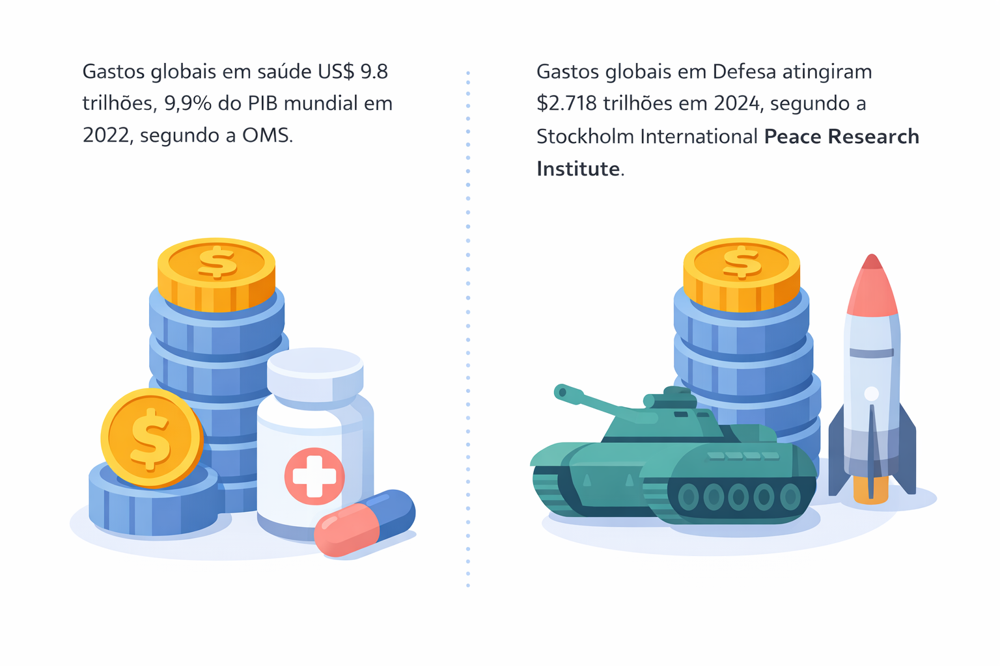 Gastos globais em saúde US$ 9.8
trilhões, 9,9% do PIB mundial em
2022, segundo a OMS.
Gastos globais em Defesa atingiram
$2.718 trilhões em 2024, segundo a
Stockholm International Peace Research
Institute.
$
$
$